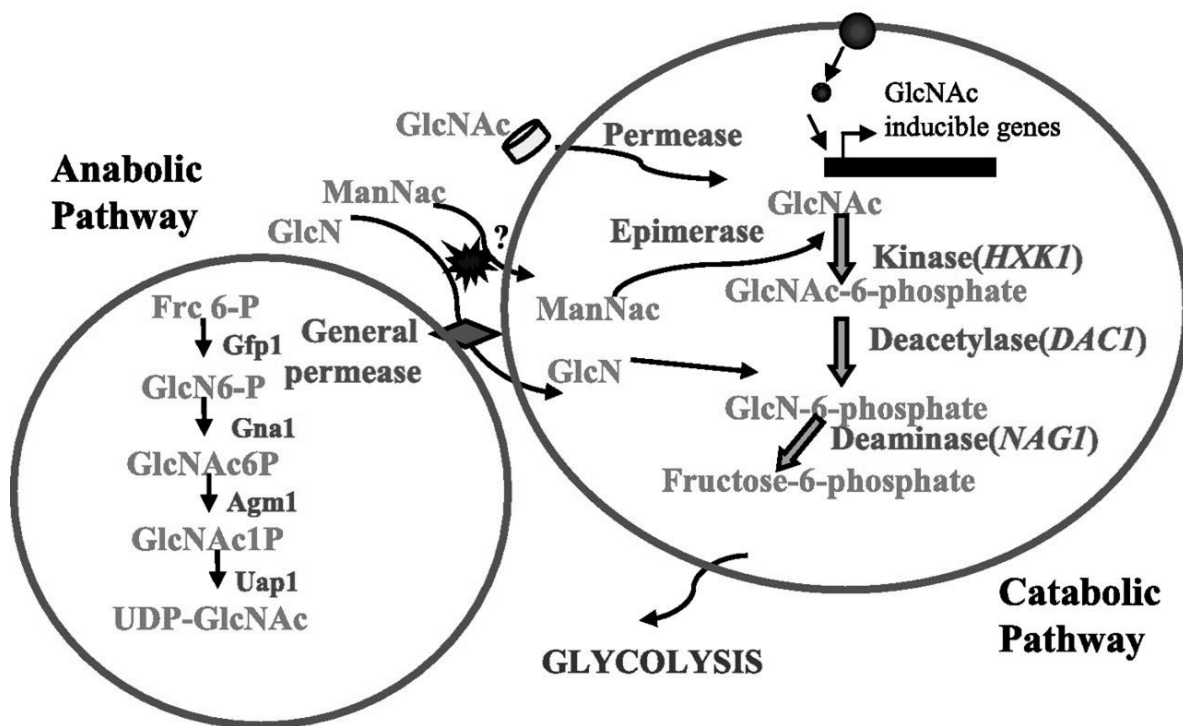 Anabolic
Pathway
Frc 6-P
Gfp1
GlcN6-P
Gna1
GlcNAc6P
Agm1
GlcNAc1P
Uap1
UDP-GlcNAc
GlcNAc
ManNac
GlcN
?
General
permease
Permease
GlcNAc
inducible genes
GlcNAc
Epimerase
Kinase(HXK1)
ManNac
GlcNAc-6-phosphate
Deacetylase(DAC1)
GlcN
GlcN-6-phosphate
Deaminase(NAG1)
Fructose-6-phosphate
GLYCOLYSIS
Catabolic
Pathway